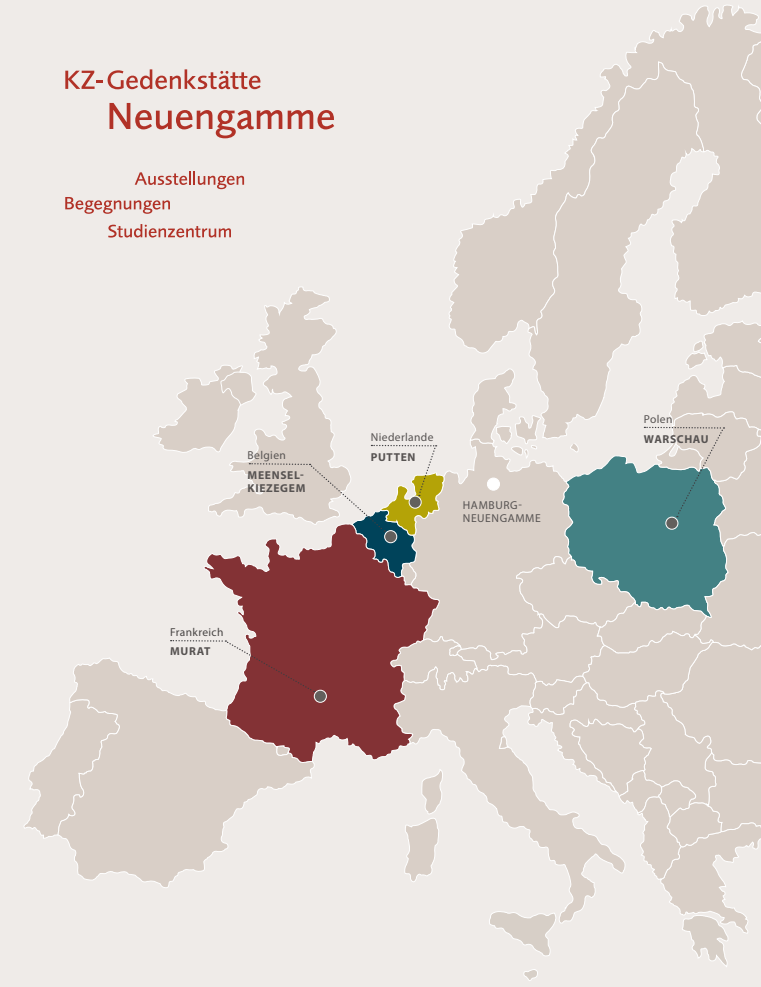 KZ-Gedenkstätte
Neuengamme
Ausstellungen
Begegnungen
Studienzentrum
Polen
WARSCHAU
Niederlande
PUTTEN
Belgien
MEENSEL-
KIEZEGEM
HAMBURG-
NEUENGAMME
Frankreich
MURAT